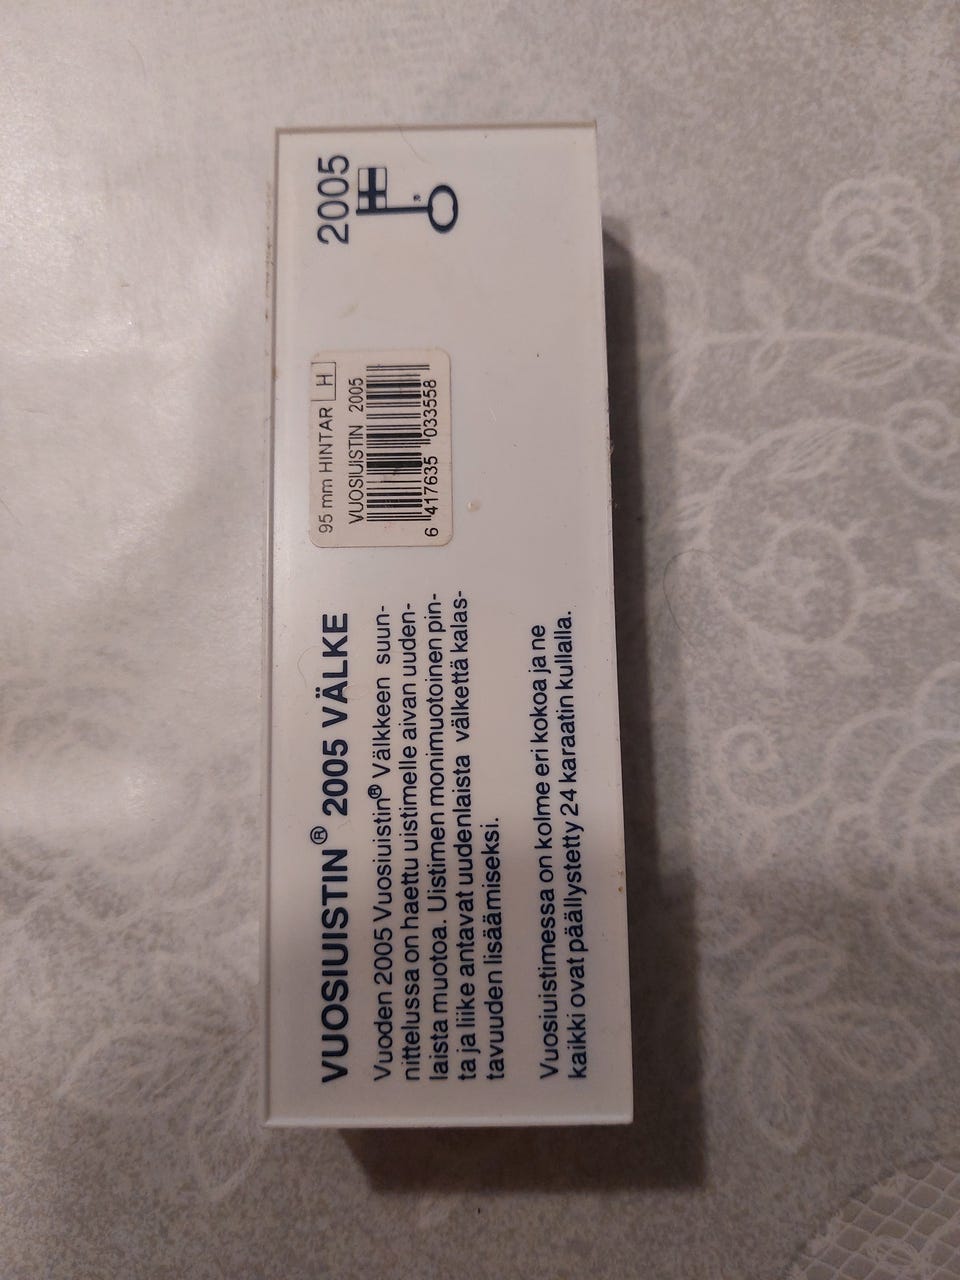 VUOSIUISTIN® 2005 VÄLKE
Vuoden 2005 Vuosiuistin® Välkkeen suun-
nittelussa on haettu uistimelle aivan uuden-
laista muotoa. Uistimen monimuotoinen pin-
ta ja liike antavat uudenlaista välkettä kalas-
tavuuden lisäämiseksi.
Vuosiuistimessa on kolme eri kokoa ja ne
kaikki ovat päällystetty 24 karaatin kullalla.
95 mm HINTAR H
VUOSIUISTIN 2005
6 417635 033558
2005